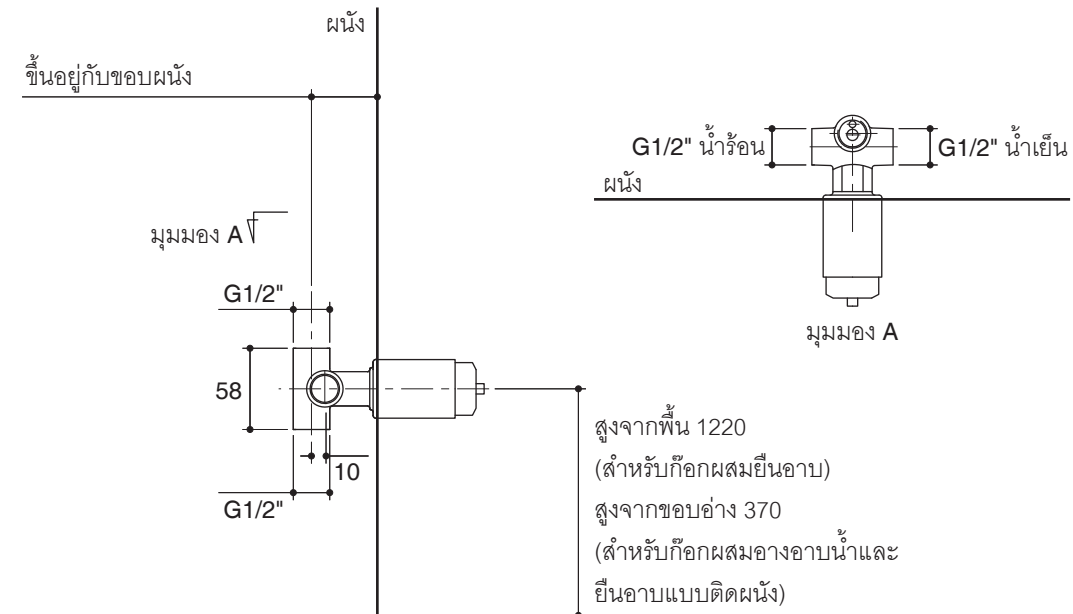 ผนัง
ขึ้นอยู่กับขอบผนัง
G1/2" น้ำร้อน
G1/2" น้ำเย็น
ผนัง
มุมมอง A
G1/2"
มุมมอง A
58
10
G1/2"
สูงจากพื้น 1220
(สำหรับก๊อกผสมยืนอาบ)
สูงจากขอบอ่าง 370
(สำหรับก๊อกผสมอางอาบน้ำและ
ยืนอาบแบบติดผนัง)